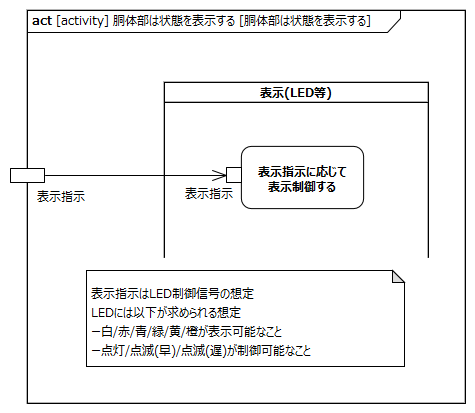 act [activity] 胴体部は状態を表示する [胴体部は状態を表示する]
表示(LED等)
表示指示に応じて
表示制御する
表示指示
表示指示
表示指示はLED制御信号の想定
LEDには以下が求められる想定
－白/赤/青/緑/黄/橙が表示可能なこと
－点灯/点滅(早)/点滅(遅)が制御可能なこと